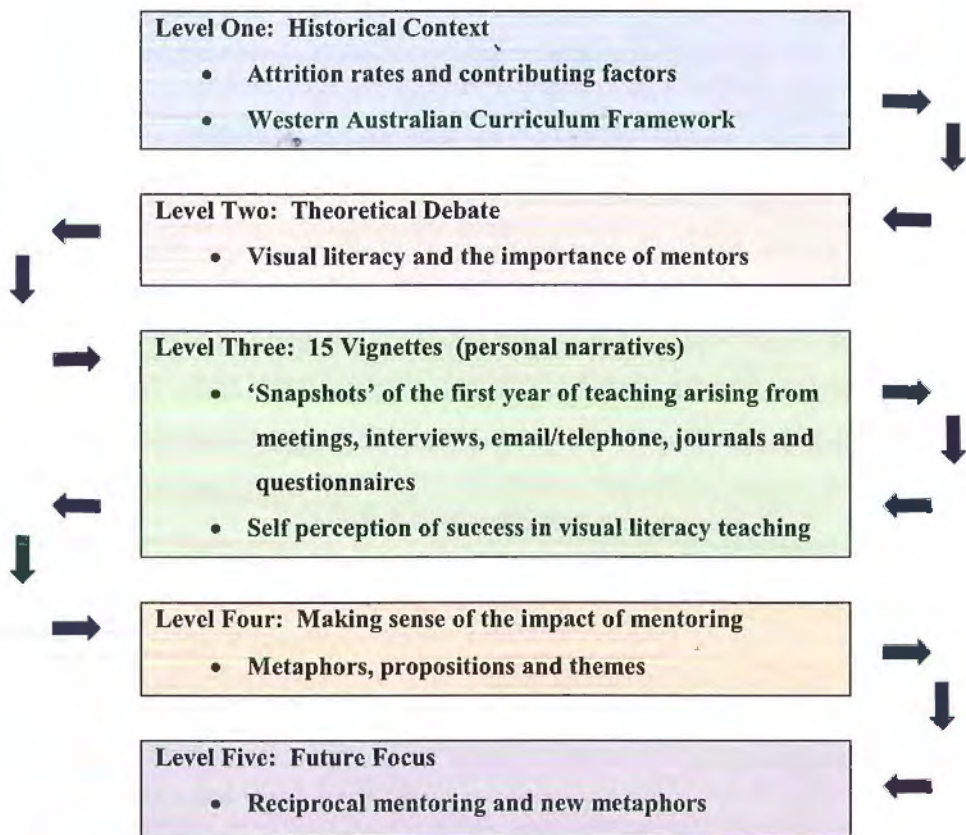 Level One: Historical Context
• Attrition rates and contributing factors
• Western Australian Curriculum Framework
Level Two: Theoretical Debate
• Visual literacy and the importance of mentors
Level Three: 15 Vignettes (personal narratives)
• ‘Snapshots’ of the first year of teaching arising from
meetings, interviews, email/telephone, journals and
questionnaires
• Self perception of success in visual literacy teaching
Level Four: Making sense of the impact of mentoring
• Metaphors, propositions and themes
Level Five: Future Focus
• Reciprocal mentoring and new metaphors